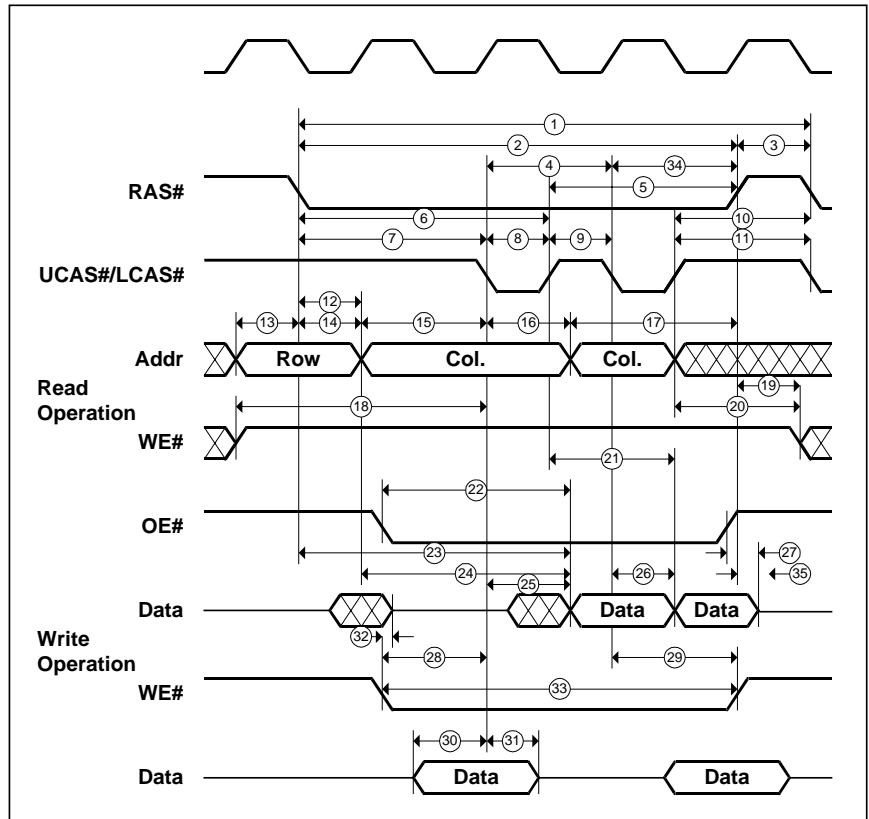 1
2 3
4 34
RAS# 5
6 10
7 8 9 11
UCAS#/LCAS#
12
13 14 15 16 17
Addr Row Col. Col.
Read
Operation
19
18 20
WE#
21
22
OE#
23 27
24 35
25 26
Data Data Data
Write
Operation
32
28 29
33
WE#
30 31
Data Data Data